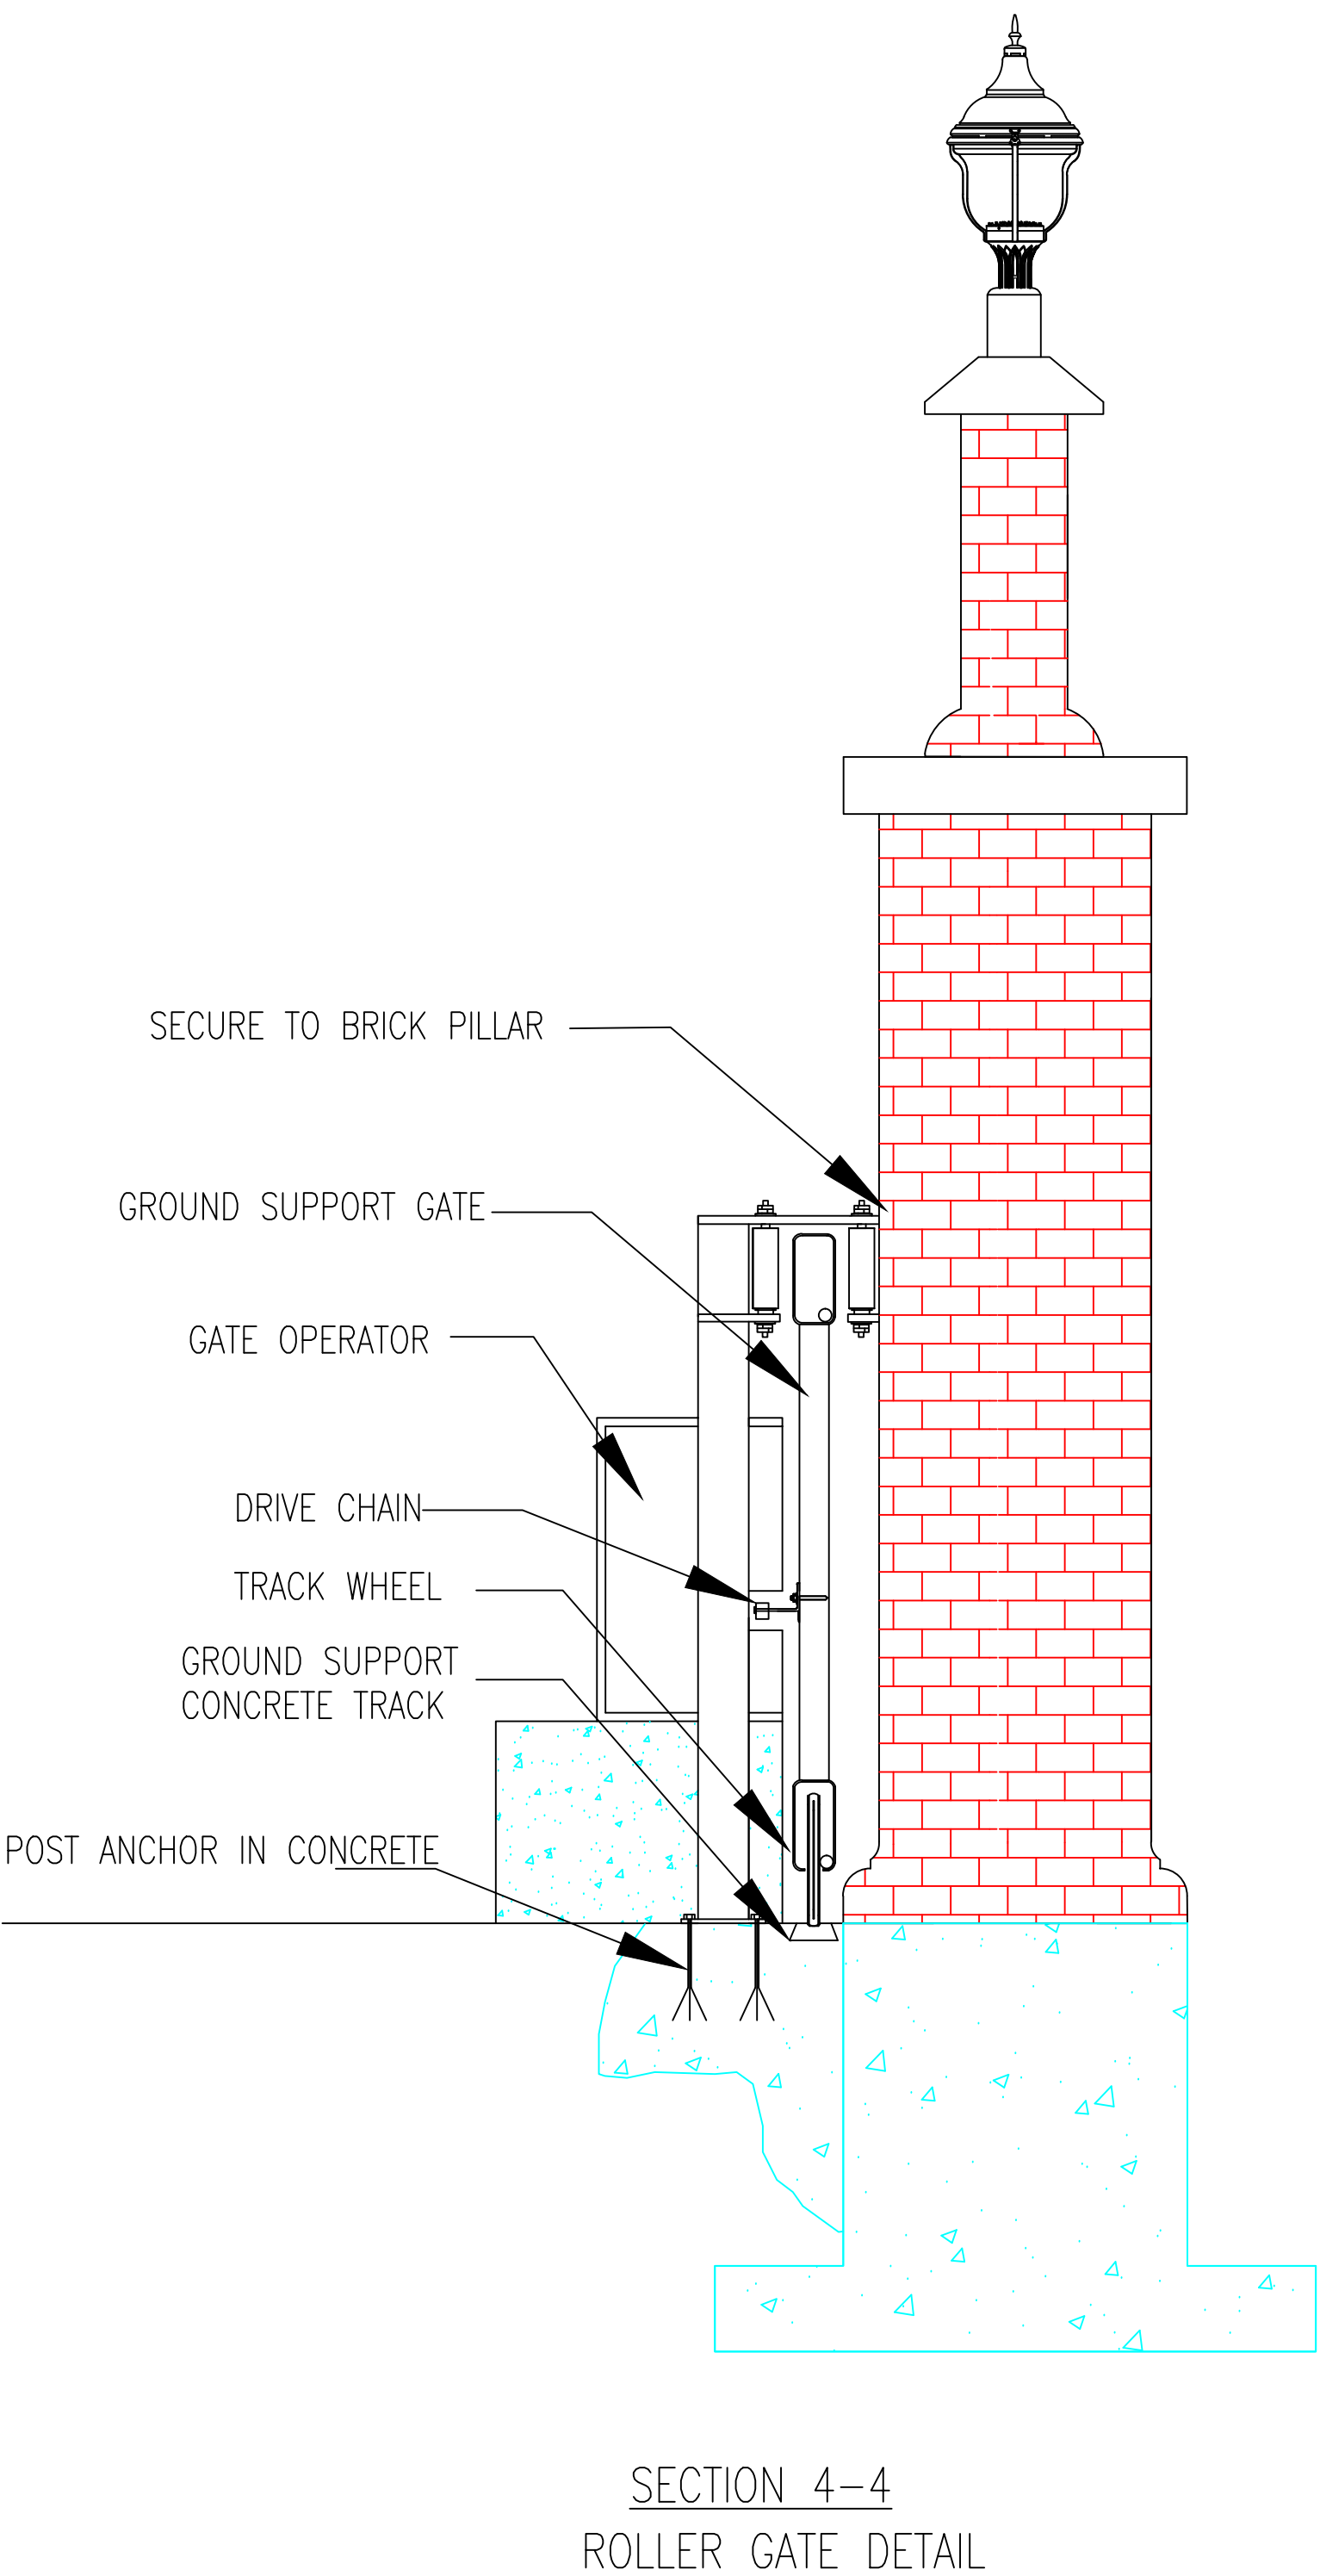 SECURE TO BRICK PILLAR
GROUND SUPPORT GATE
GATE OPERATOR
DRIVE CHAIN
TRACK WHEEL
GROUND SUPPORT
CONCRETE TRACK
POST ANCHOR IN CONCRETE
SECTION 4-4
ROLLER GATE DETAIL